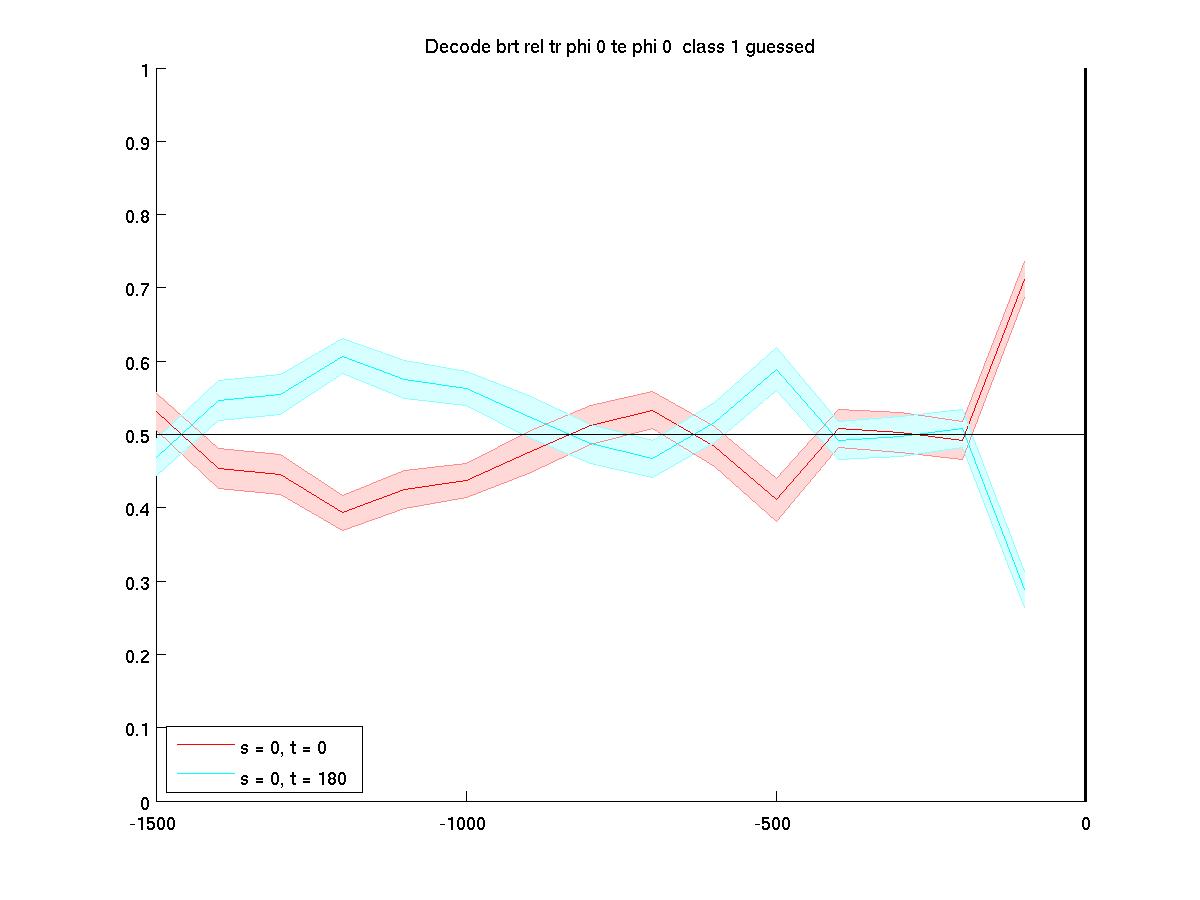 Decode brt rel tr phi 0 te phi 0 class 1 guessed
1
0.9
0.8
0.7
0.6
0.5
0.4
0.3
0.2
0.1
0
s = 0, t = 0
s = 0, t = 180
-1500 -1000 -500 0